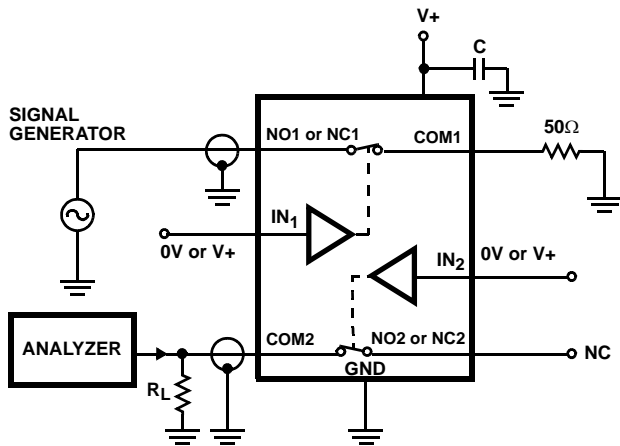 V+
C
SIGNAL
GENERATOR
NO1 or NC1
COM1
50Ω
IN1
0V or V+
IN2
0V or V+
ANALYZER
COM2
NO2 or NC2
NC
RL
GND